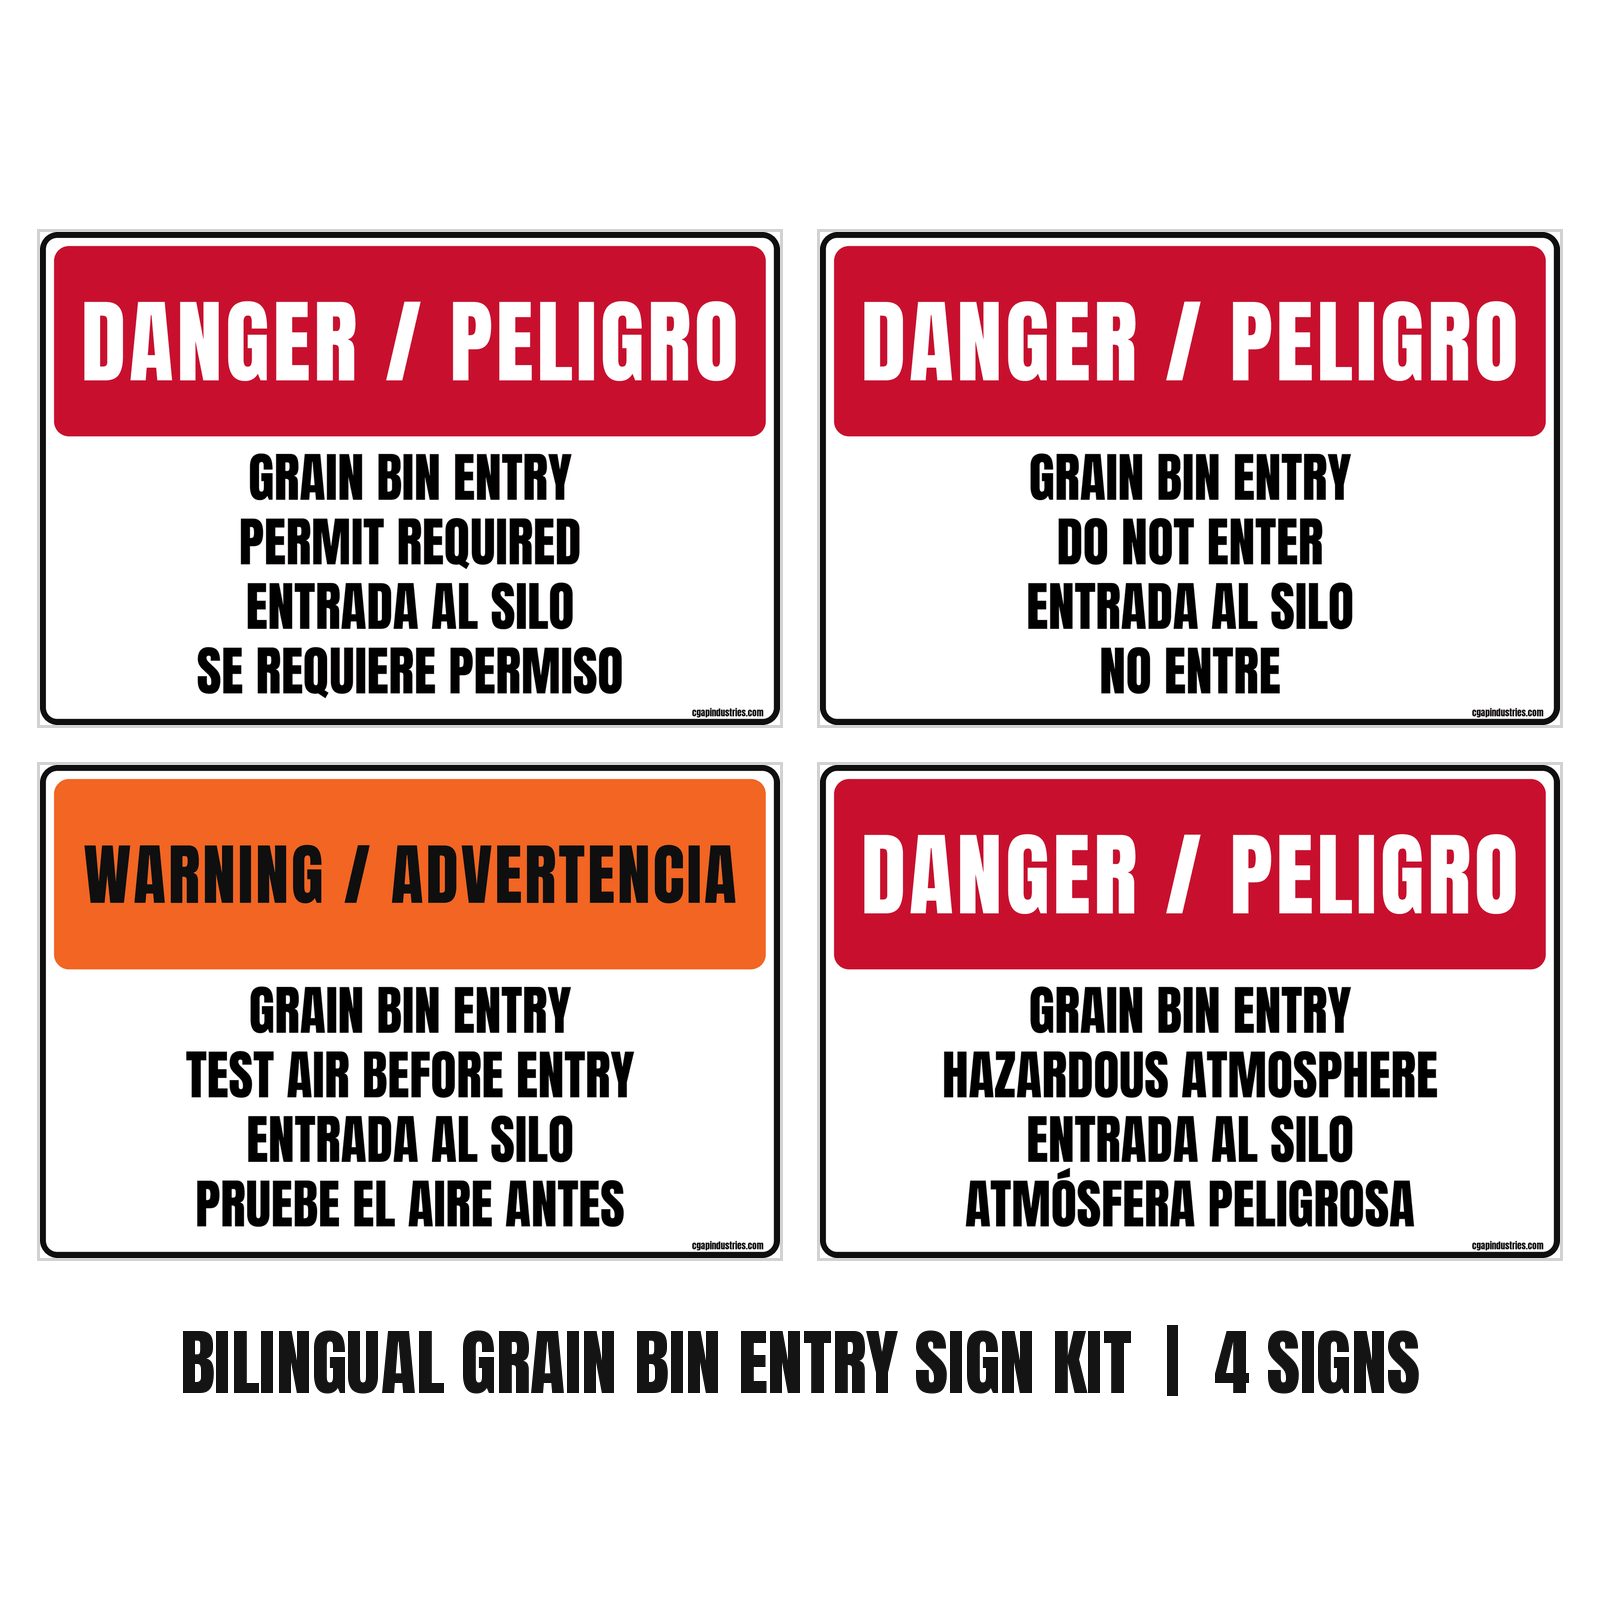 DANGER / PELIGRO
GRAIN BIN ENTRY
PERMIT REQUIRED
ENTRADA AL SILO
SE REQUIERE PERMISO
cgapindustries.com
DANGER / PELIGRO
GRAIN BIN ENTRY
DO NOT ENTER
ENTRADA AL SILO
NO ENTRE
cgapindustries.com
WARNING / ADVERTENCIA
GRAIN BIN ENTRY
TEST AIR BEFORE ENTRY
ENTRADA AL SILO
PRUEBE EL AIRE ANTES
cgapindustries.com
DANGER / PELIGRO
GRAIN BIN ENTRY
HAZARDOUS ATMOSPHERE
ENTRADA AL SILO
ATMÓSFERA PELIGROSA
cgapindustries.com
BILINGUAL GRAIN BIN ENTRY SIGN KIT | 4 SIGNS